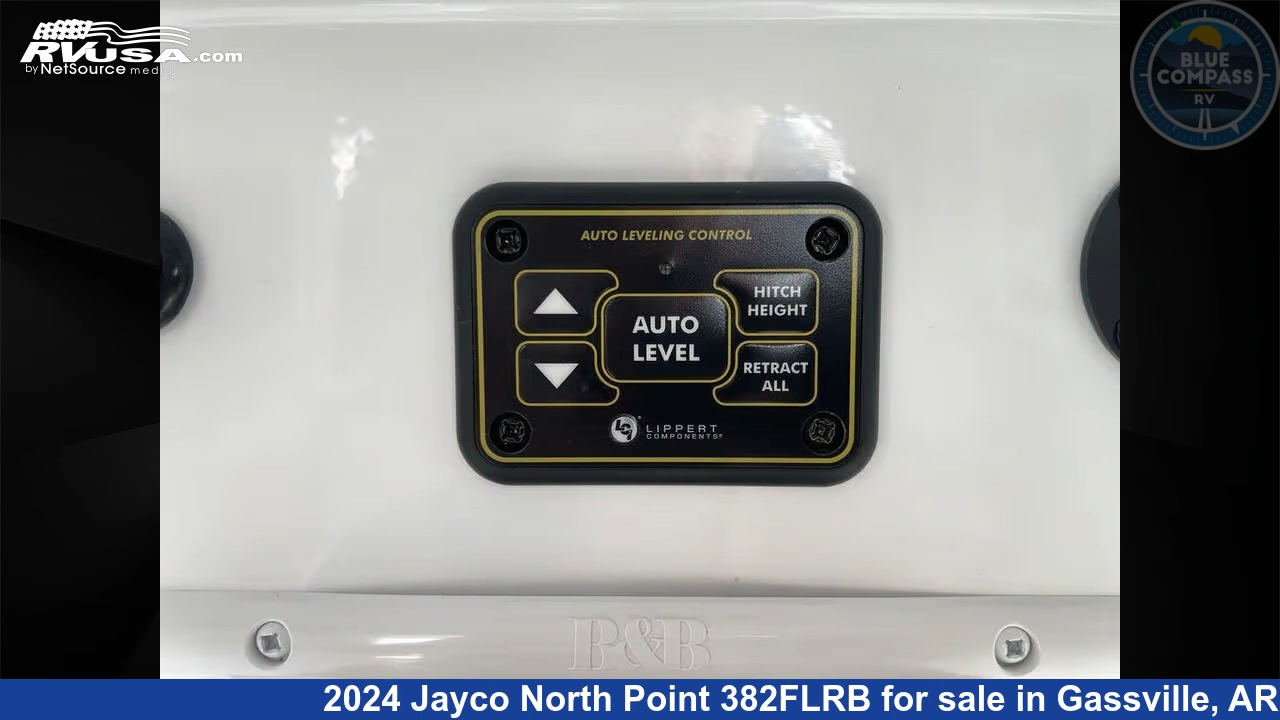 RVUSA.com
by NetSource media
BLUE
COMPASS
RV
AUTO LEVELING CONTROL
HITCH
HEIGHT
AUTO
LEVEL
RETRACT
ALL
LCI LIPPERT
COMPONENTS®
B&B
2024 Jayco North Point 382FLRB for sale in Gassville, AR